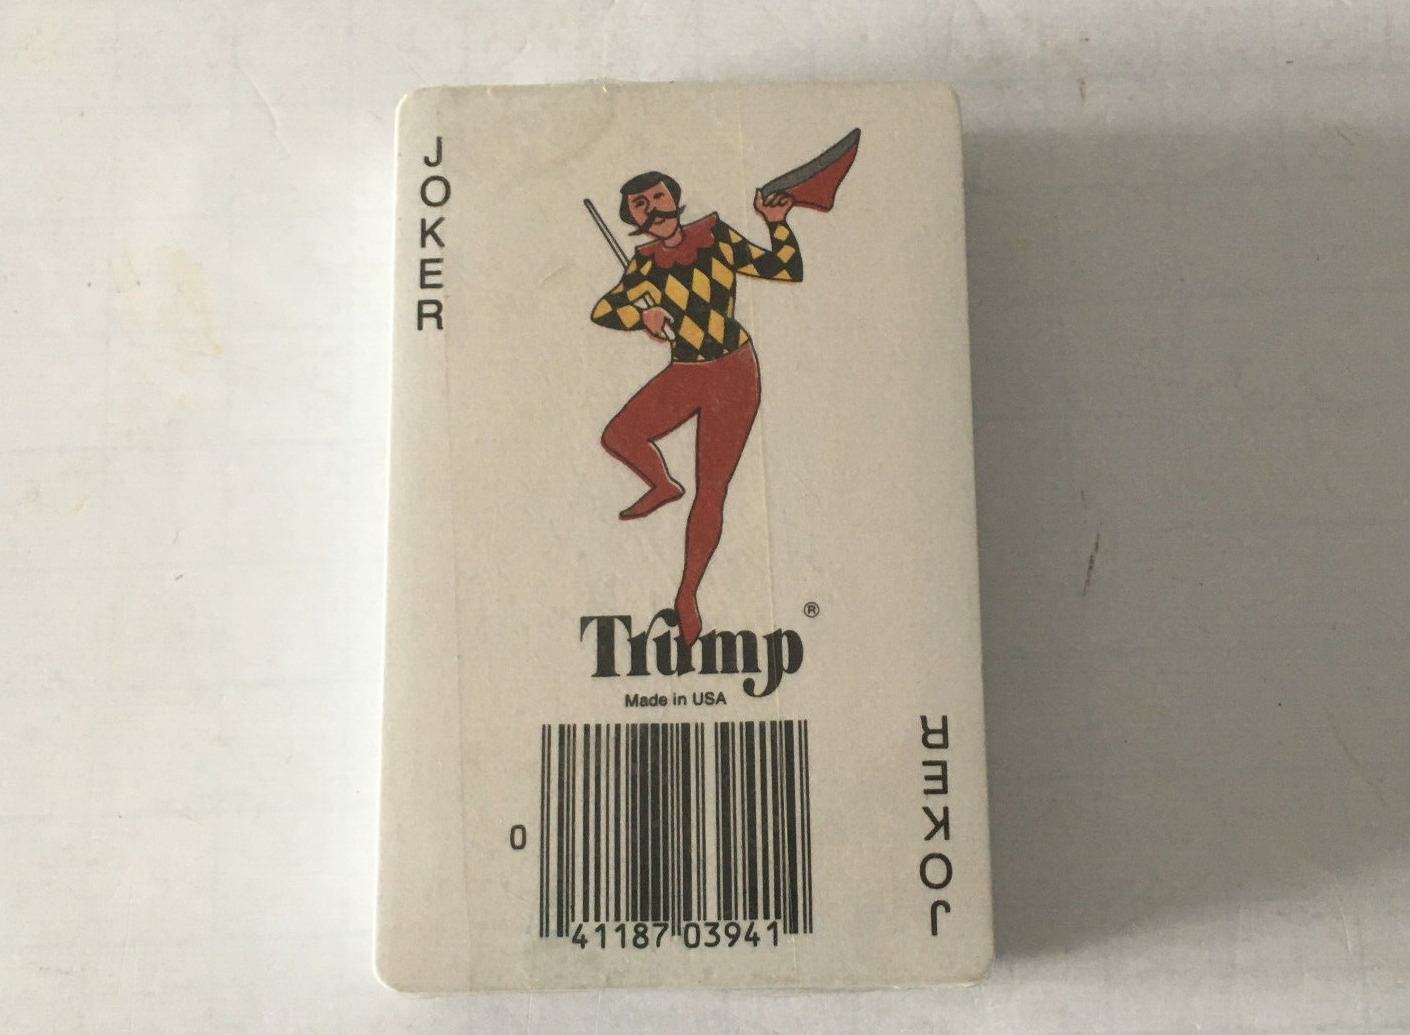 JOKER
Trump®
Made in USA
0 41187 03941
JOKER